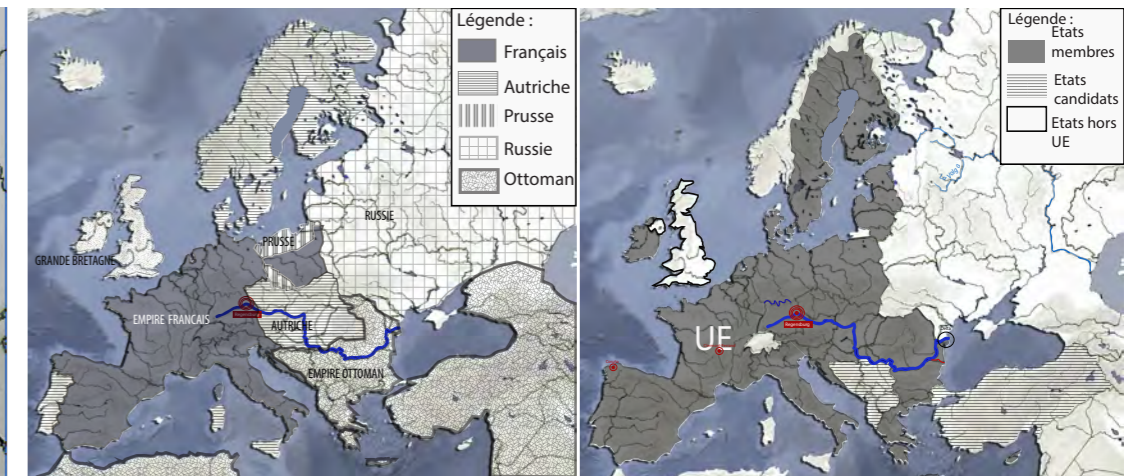 Légende :
Français
Autriche
Prusse
Russie
Ottoman
RUSSIE
PRUSSE
GRANDE BRETAGNE
EMPIRE FRANCAIS
AUTRICHE
EMPIRE OTTOMAN
Légende :
Etats
membres
Etats
candidats
Etats hors
UE
Regensburg
UE